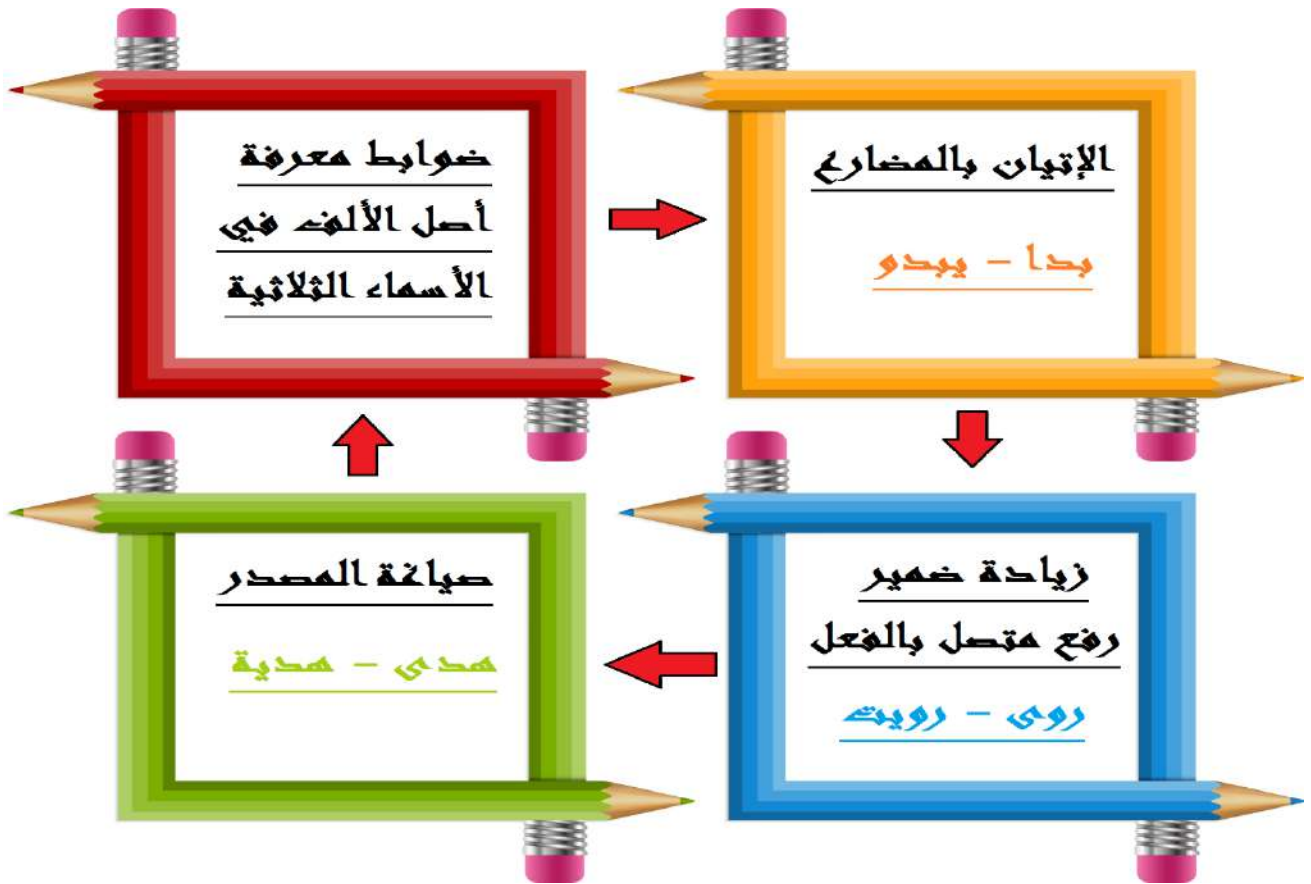 ضوابط معرفة
أصل الألف في
الأسماء الثلاثية
الإتيان بالمضارع
بدا - يبدو
زيادة ضمير
رفع متصل بالفعل
روى - رويت
صياغة المصدر
هدى - هدية